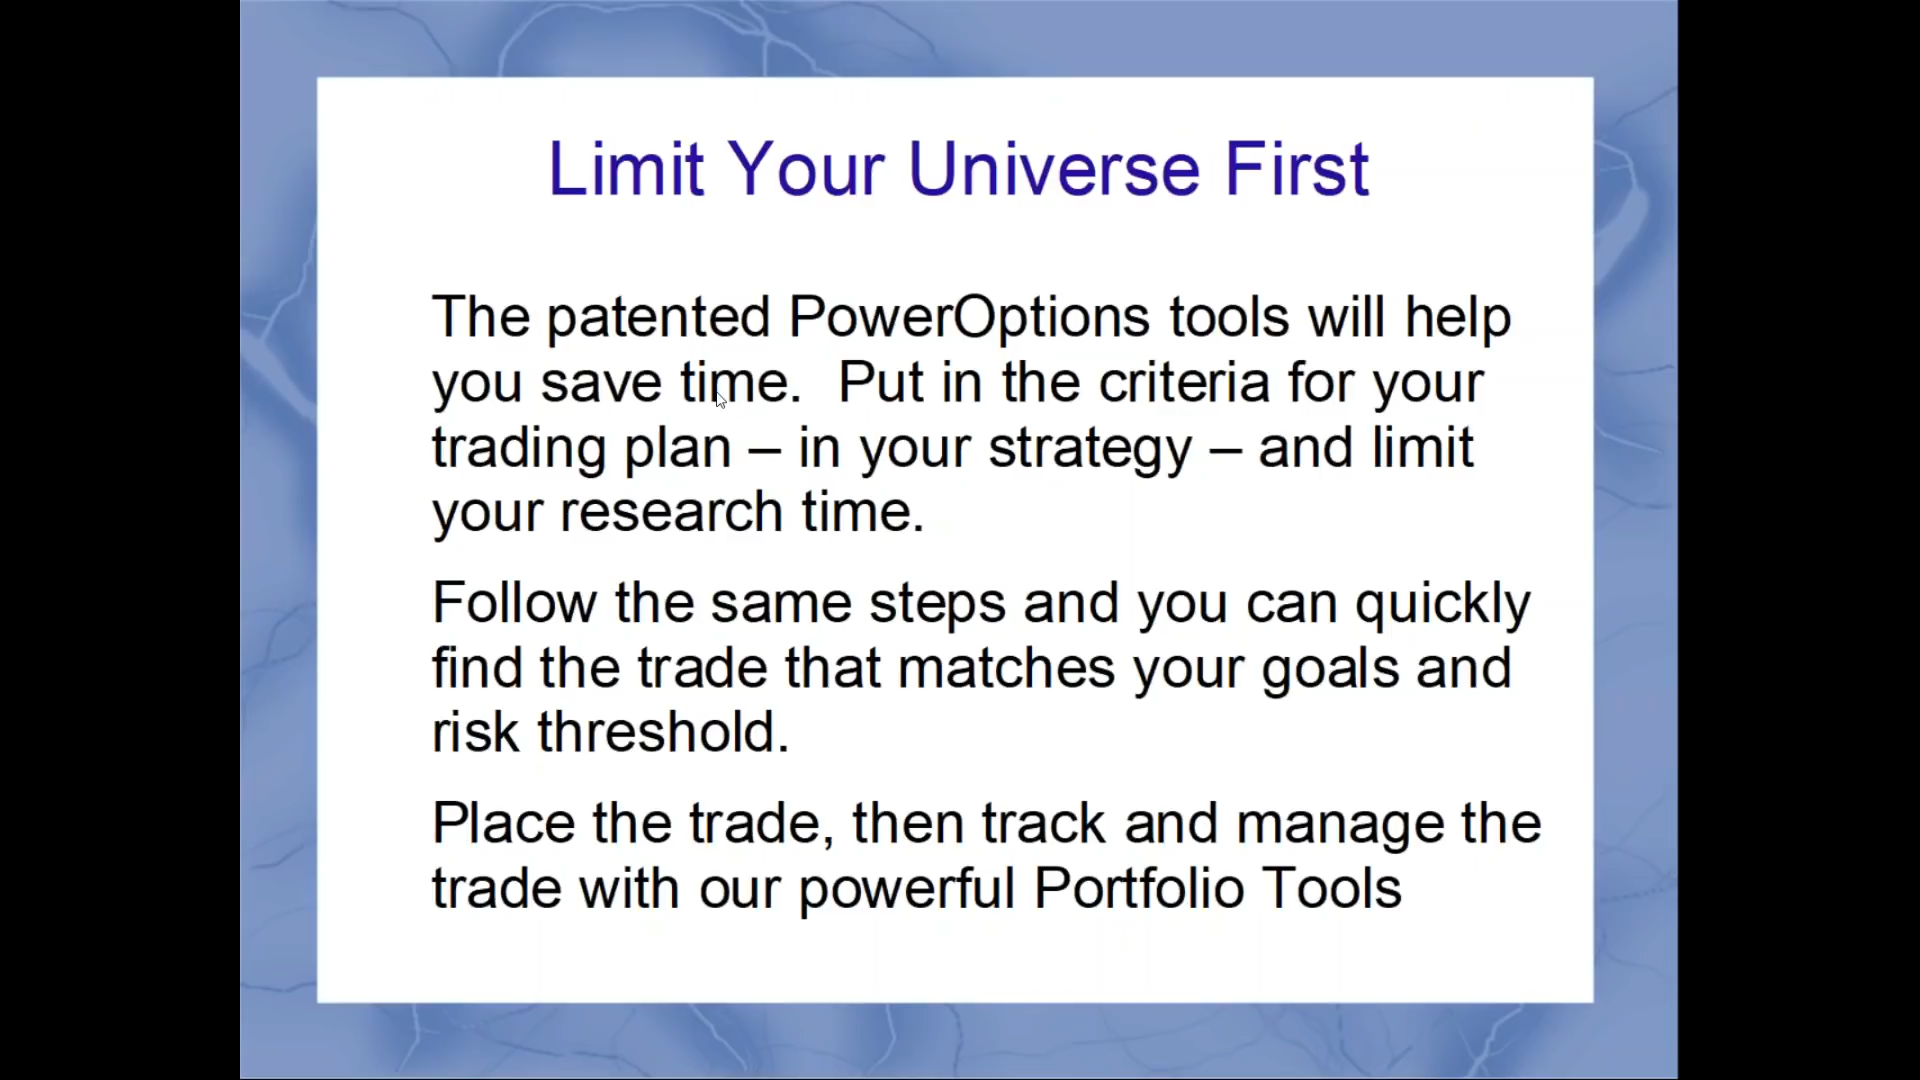 Limit Your Universe First
The patented PowerOptions tools will help
you save time.  Put in the criteria for your
trading plan – in your strategy – and limit
your research time.
Follow the same steps and you can quickly
find the trade that matches your goals and
risk threshold.
Place the trade, then track and manage the
trade with our powerful Portfolio Tools